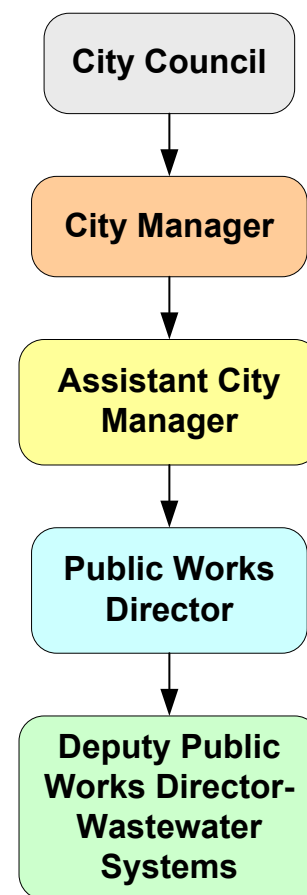 City Council
City Manager
Assistant City
Manager
Public Works
Director
Deputy Public
Works Director-
Wastewater
Systems